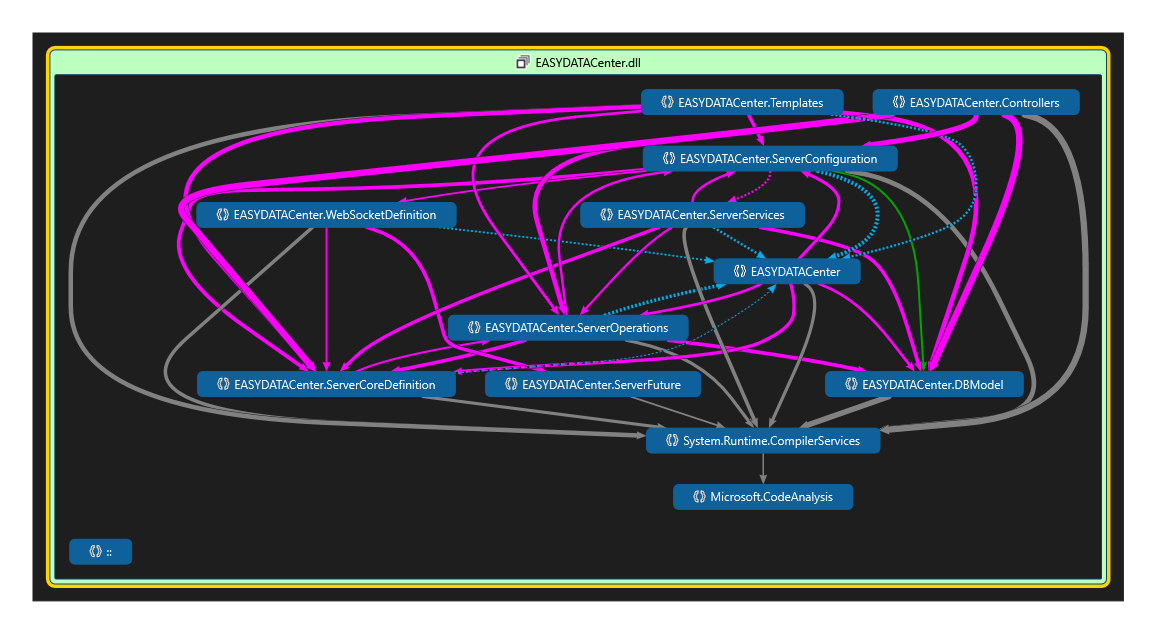 EASYDATACenter.dll
EASYDATACenter.Templates
EASYDATACenter.Controllers
EASYDATACenter.ServerConfiguration
EASYDATACenter.WebSocketDefinition
EASYDATACenter.ServerServices
EASYDATACenter
EASYDATACenter.ServerOperations
EASYDATACenter.ServerCoreDefinition
EASYDATACenter.ServerFuture
EASYDATACenter.DBModel
System.Runtime.CompilerServices
Microsoft.CodeAnalysis
::